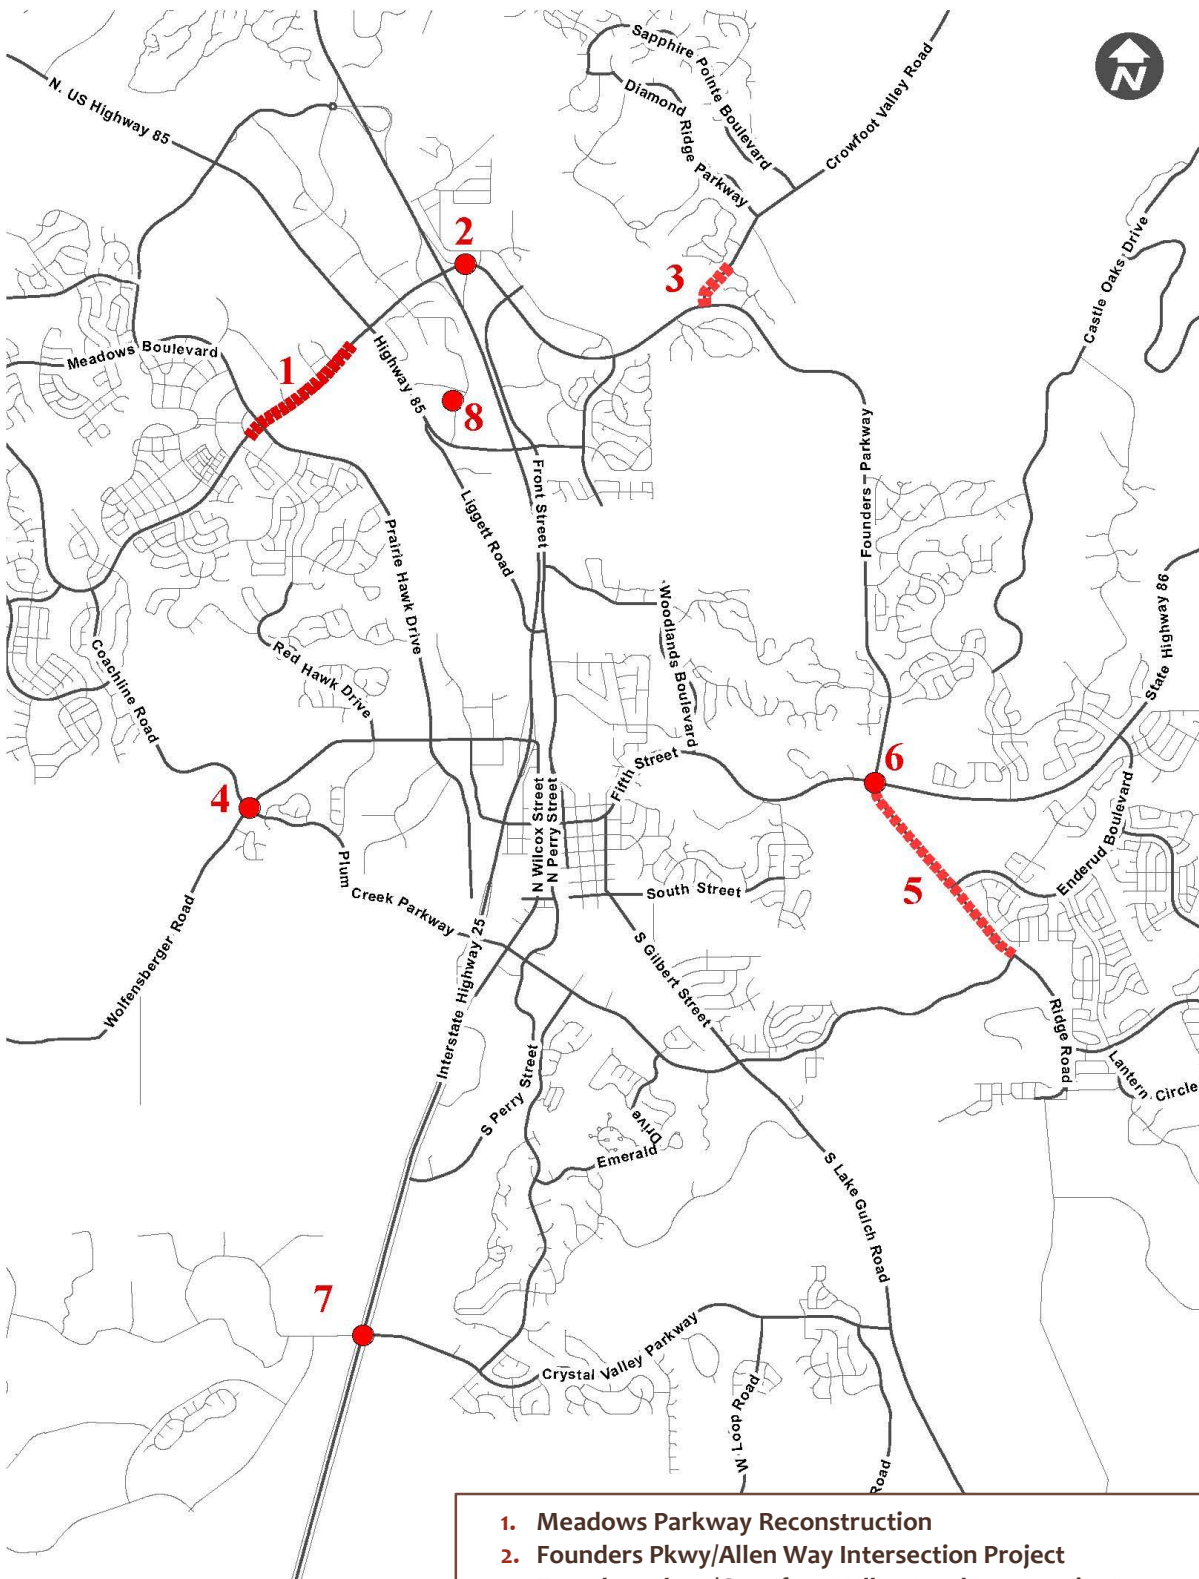 N
Sapphire Pointe Boulevard
Diamond Ridge Parkway
Crowfoot Valley Road
N. US Highway 85
Castle Oaks Drive
2
3
Meadows Boulevard
1
Highway 85
8
Founders Parkway
Front Street
Liggett Road
Prairie Hawk Drive
State Highway 86
Woodlands Boulevard
Red Hawk Drive
Coachline Road
Fifth Street
6
4
N Wilcox Street
N Perry Street
Enderud Boulevard
Plum Creek Parkway
South Street
5
Wolfensberger Road
Interstate Highway 25
S Gilbert Street
Ridge Road
Lantern Circle
S Perry Street
Emerald Drive
S Lake Gulch Road
7
Crystal Valley Parkway
W Loop Road
Road
1. Meadows Parkway Reconstruction
2. Founders Pkwy/Allen Way Intersection Project